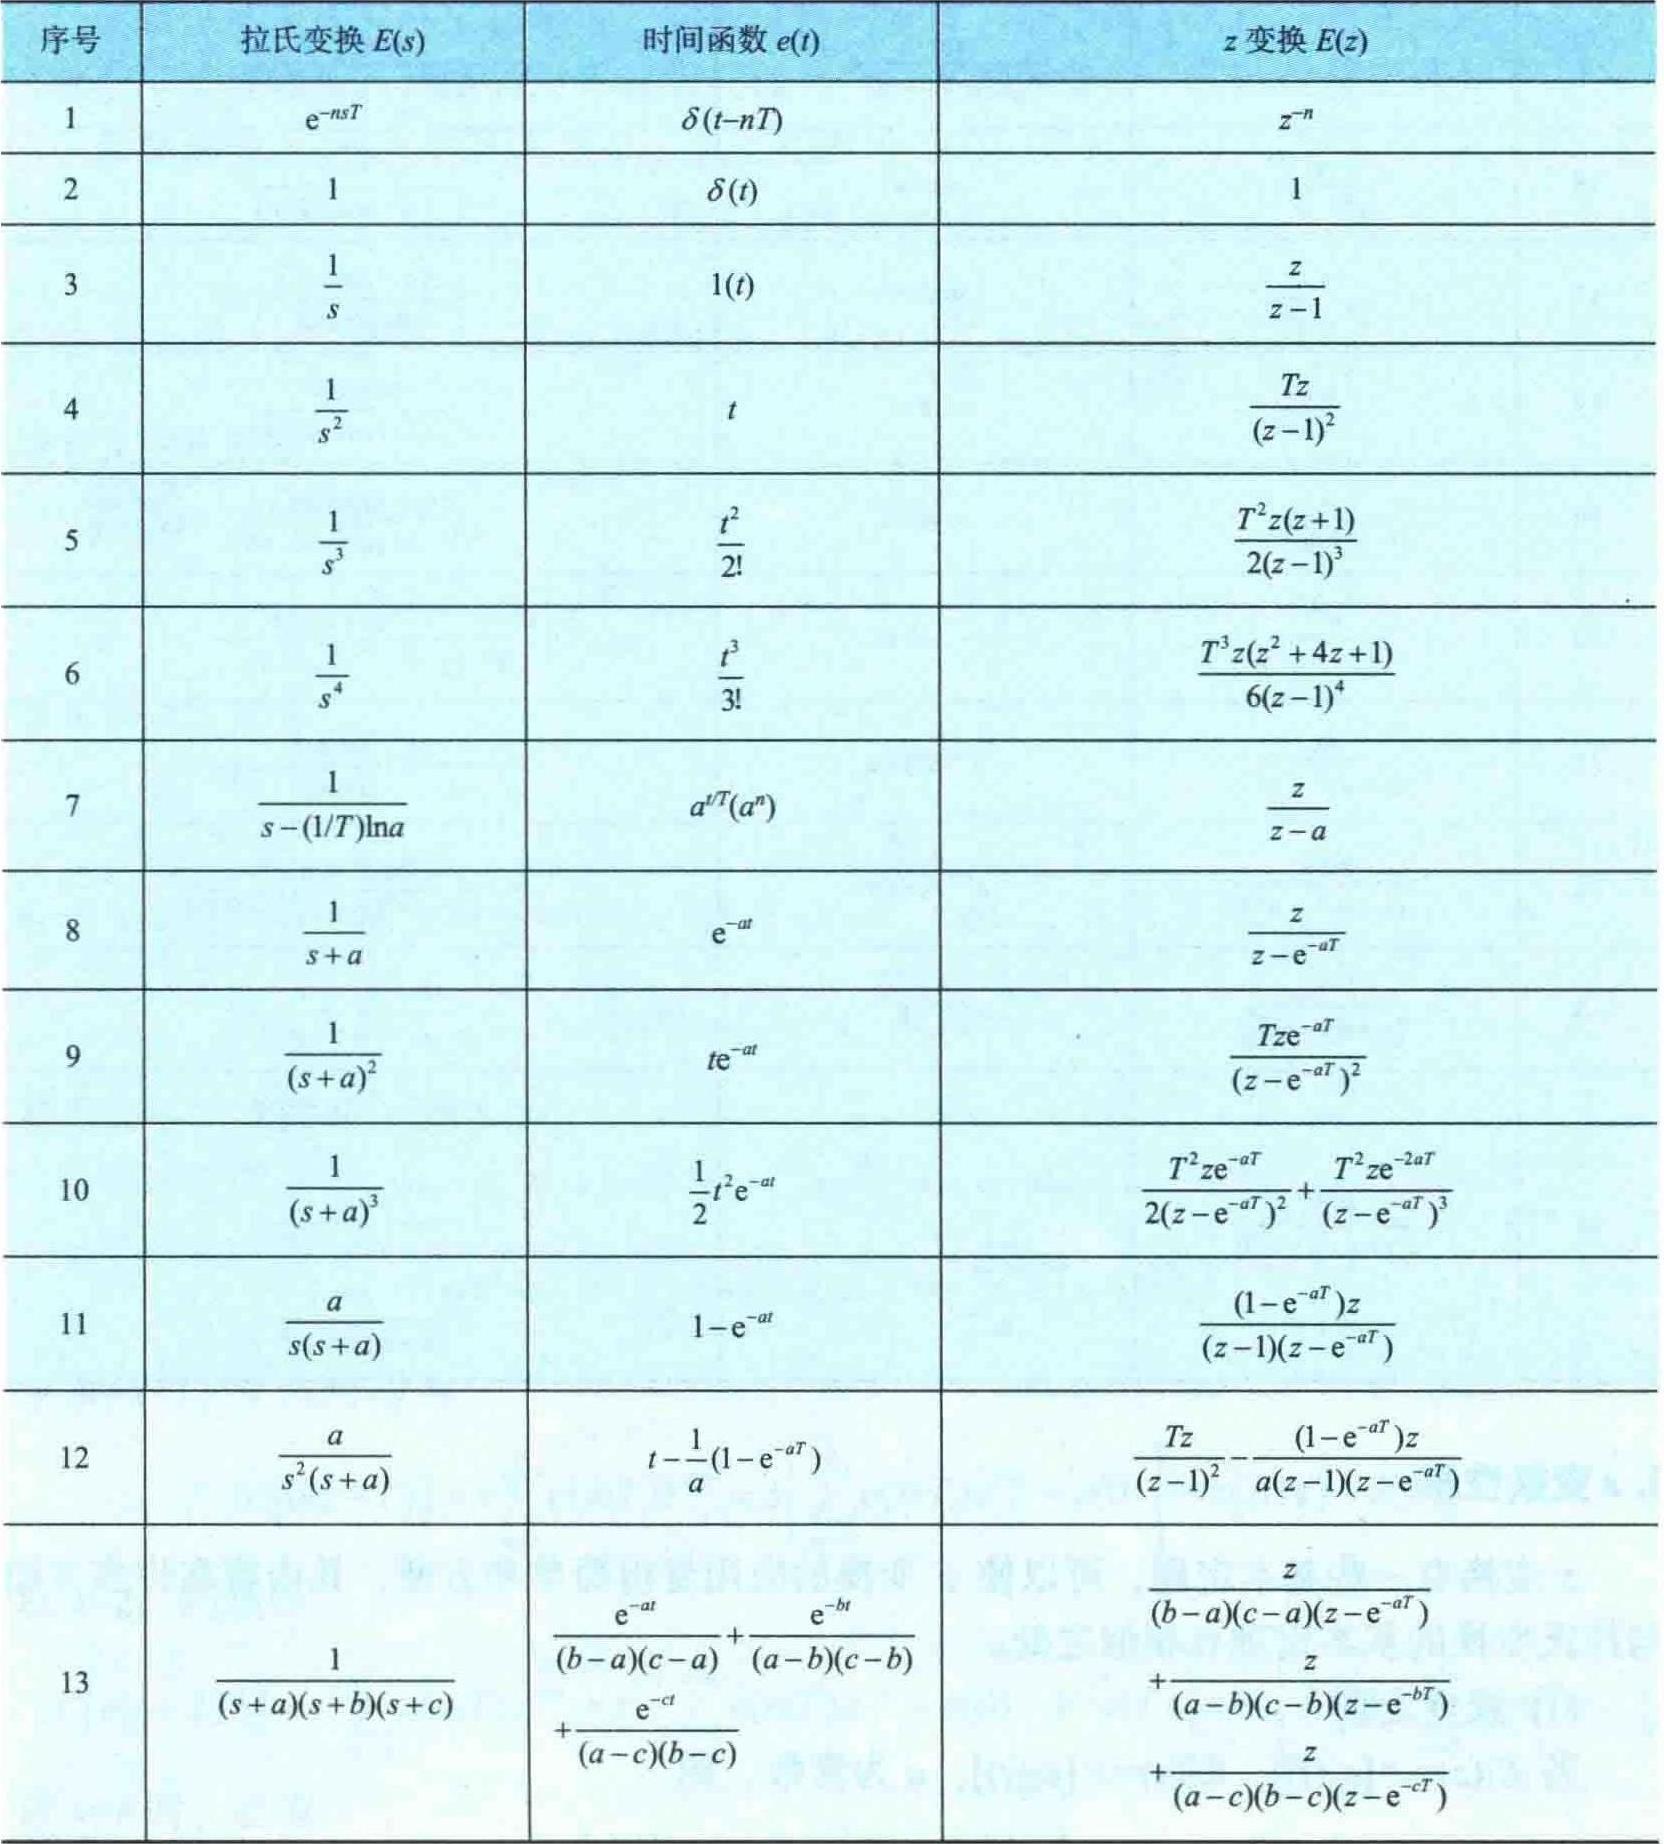 序号 拉氏变换 E(s) 时间函数 e(t) z 变换 E(z)
1 e^{-nsT} δ(t-nT) z^{-n}
2 1 δ(t) 1
3 \frac{1}{s} 1(t) \frac{z}{z-1}
4 \frac{1}{s^2} t \frac{Tz}{(z-1)^2}
5 \frac{1}{s^3} \frac{t^2}{2!} \frac{T^2z(z+1)}{2(z-1)^3}
6 \frac{1}{s^4} \frac{t^3}{3!} \frac{T^3z(z^2+4z+1)}{6(z-1)^4}
7 \frac{1}{s-(1/T)\ln a} a^{t/T}(a^n) \frac{z}{z-a}
8 \frac{1}{s+a} e^{-at} \frac{z}{z-e^{-aT}}
9 \frac{1}{(s+a)^2} te^{-at} \frac{Tze^{-aT}}{(z-e^{-aT})^2}
10 \frac{1}{(s+a)^3} \frac{1}{2}t^2e^{-at} \frac{T^2ze^{-aT}}{2(z-e^{-aT})^2}+\frac{T^2ze^{-2aT}}{(z-e^{-aT})^3}
11 \frac{a}{s(s+a)} 1-e^{-at} \frac{(1-e^{-aT})z}{(z-1)(z-e^{-aT})}
12 \frac{a}{s^2(s+a)} t-\frac{1}{a}(1-e^{-aT}) \frac{Tz}{(z-1)^2}-\frac{(1-e^{-aT})z}{a(z-1)(z-e^{-aT})}
13 \frac{1}{(s+a)(s+b)(s+c)}
\frac{e^{-at}}{(b-a)(c-a)}+\frac{e^{-bt}}{(a-b)(c-b)}
+\frac{e^{-ct}}{(a-c)(b-c)}
\frac{z}{(b-a)(c-a)(z-e^{-aT})}
+\frac{z}{(a-b)(c-b)(z-e^{-bT})}
+\frac{z}{(a-c)(b-c)(z-e^{-cT})}